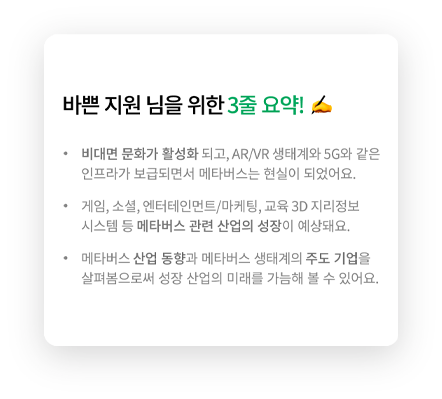 바쁜 지원 님을 위한 3줄 요약! ✍️
• 비대면 문화가 활성화 되고, AR/VR 생태계와 5G와 같은
인프라가 보급되면서 메타버스는 현실이 되었어요.
• 게임, 소셜, 엔터테인먼트/마케팅, 교육 3D 지리정보
시스템 등 메타버스 관련 산업의 성장이 예상돼요.
• 메타버스 산업 동향과 메타버스 생태계의 주도 기업을
살펴봄으로써 성장 산업의 미래를 가늠해 볼 수 있어요.